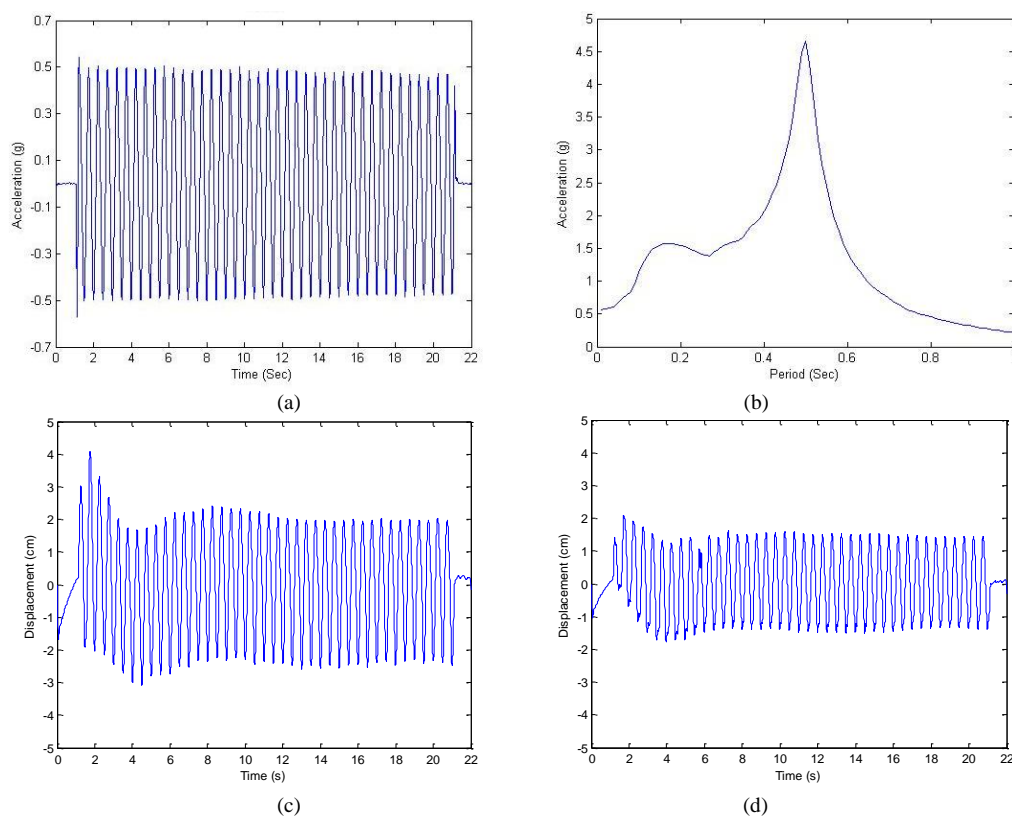 0.7
0.5
0.3
0.1
-0.1
-0.3
-0.5
-0.7
Acceleration (g)
0 2 4 6 8 10 12 14 16 18 20 22
Time (Sec)
(a)
5
4.5
4
3.5
3
2.5
2
1.5
1
0.5
0
Acceleration (g)
0 0.2 0.4 0.6 0.8
Period (Sec)
(b)
5
4
3
2
1
0
-1
-2
-3
-4
-5
Displacement (cm)
0 2 4 6 8 10 12 14 16 18 20 22
Time (s)
(c)
5
4
3
2
1
0
-1
-2
-3
-4
-5
Displacement (cm)
0 2 4 6 8 10 12 14 16 18 20 22
Time (s)
(d)